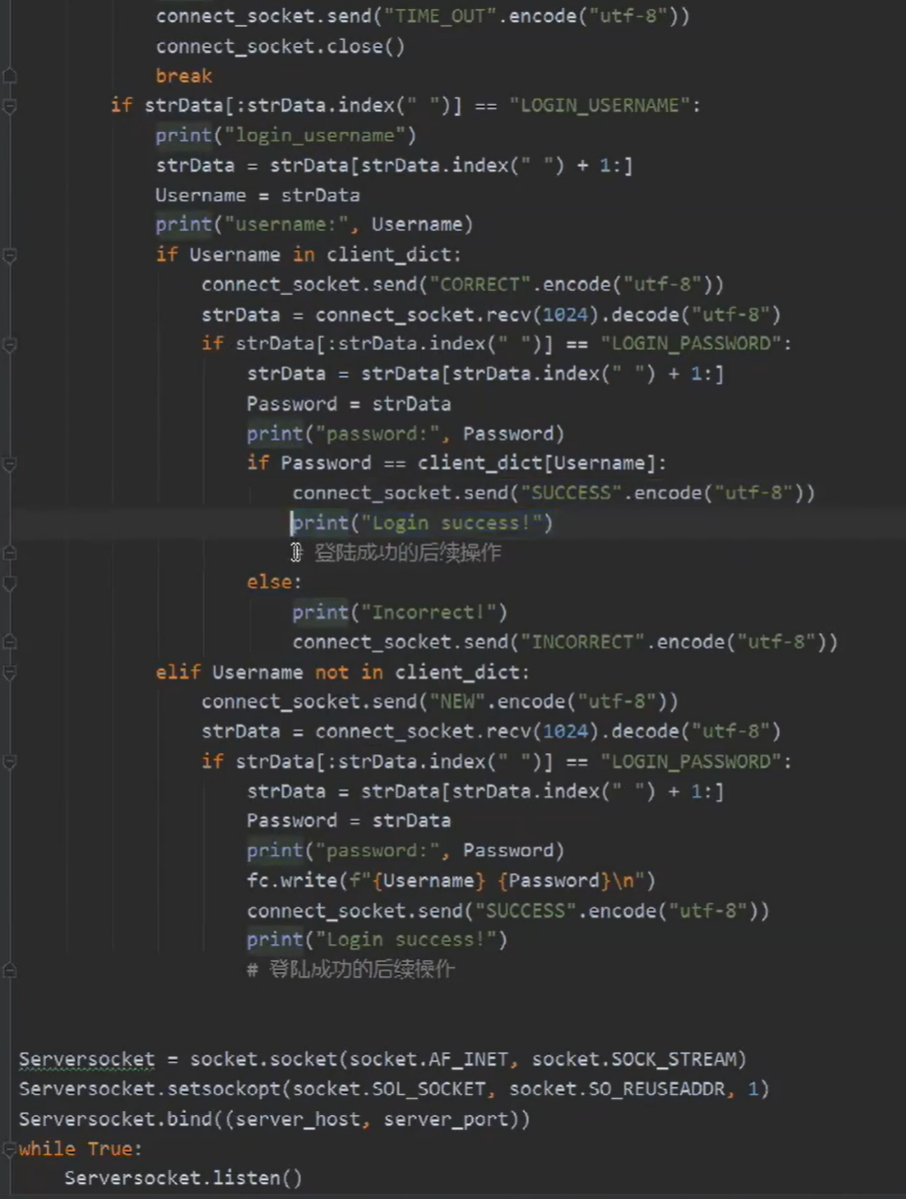 connect_socket.send("TIME_OUT".encode("utf-8"))
connect_socket.close()
break
if strData[:strData.index(" ")] == "LOGIN_USERNAME":
print("login_username")
strData = strData[strData.index(" ") + 1:]
Username = strData
print("username:", Username)
if Username in client_dict:
connect_socket.send("CORRECT".encode("utf-8"))
strData = connect_socket.recv(1024).decode("utf-8")
if strData[:strData.index(" ")] == "LOGIN_PASSWORD":
strData = strData[strData.index(" ") + 1:]
Password = strData
print("password:", Password)
if Password == client_dict[Username]:
connect_socket.send("SUCCESS".encode("utf-8"))
print("Login success!")
# 登陆成功的后续操作
else:
print("Incorrect!")
connect_socket.send("INCORRECT".encode("utf-8"))
elif Username not in client_dict:
connect_socket.send("NEW".encode("utf-8"))
strData = connect_socket.recv(1024).decode("utf-8")
if strData[:strData.index(" ")] == "LOGIN_PASSWORD":
strData = strData[strData.index(" ") + 1:]
Password = strData
print("password:", Password)
fc.write(f"{Username} {Password}\n")
connect_socket.send("SUCCESS".encode("utf-8"))
print("Login success!")
# 登陆成功的后续操作
Serversocket = socket.socket(socket.AF_INET, socket.SOCK_STREAM)
Serversocket.setsockopt(socket.SOL_SOCKET, socket.SO_REUSEADDR, 1)
Serversocket.bind((server_host, server_port))
while True:
Serversocket.listen()